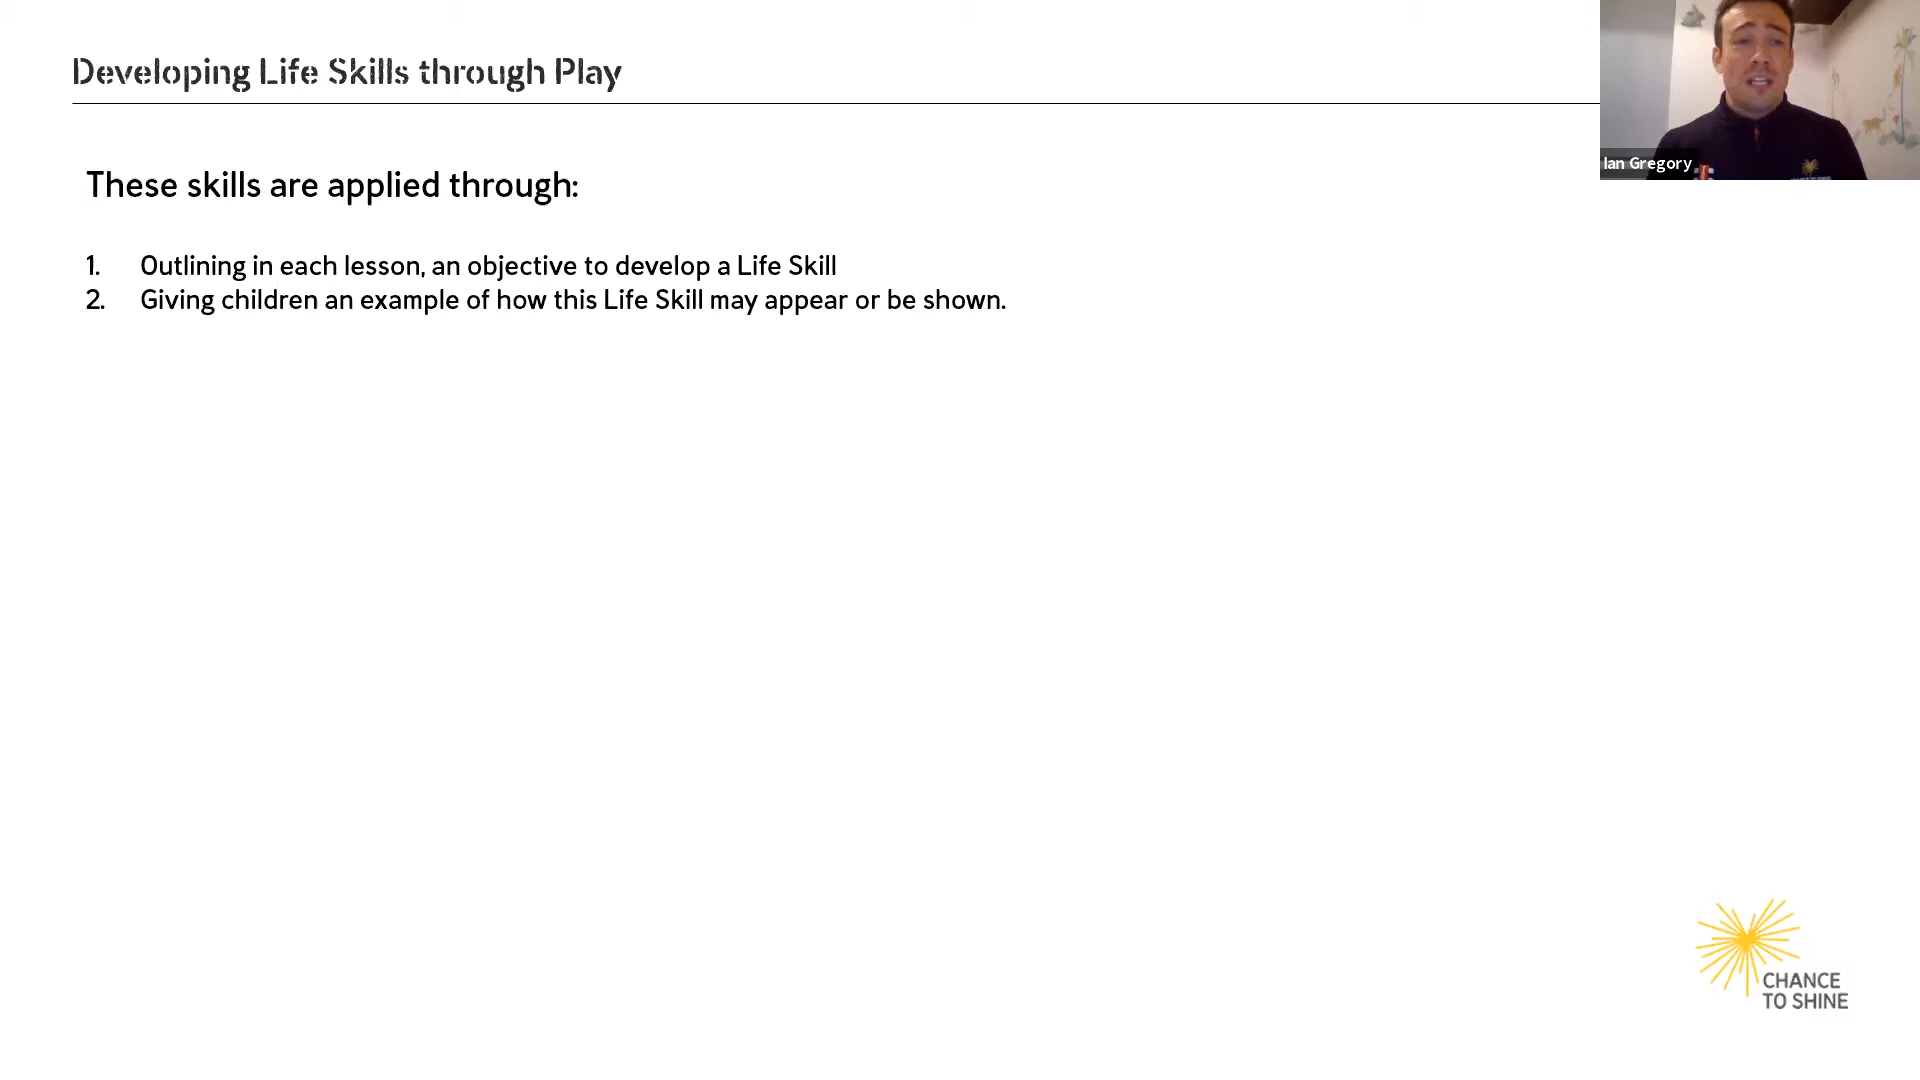 Developing Life Skills through Play
Ian Gregory
These skills are applied through:
1. Outlining in each lesson, an objective to develop a Life Skill
2. Giving children an example of how this Life Skill may appear or be shown.
CHANCE
TO SHINE